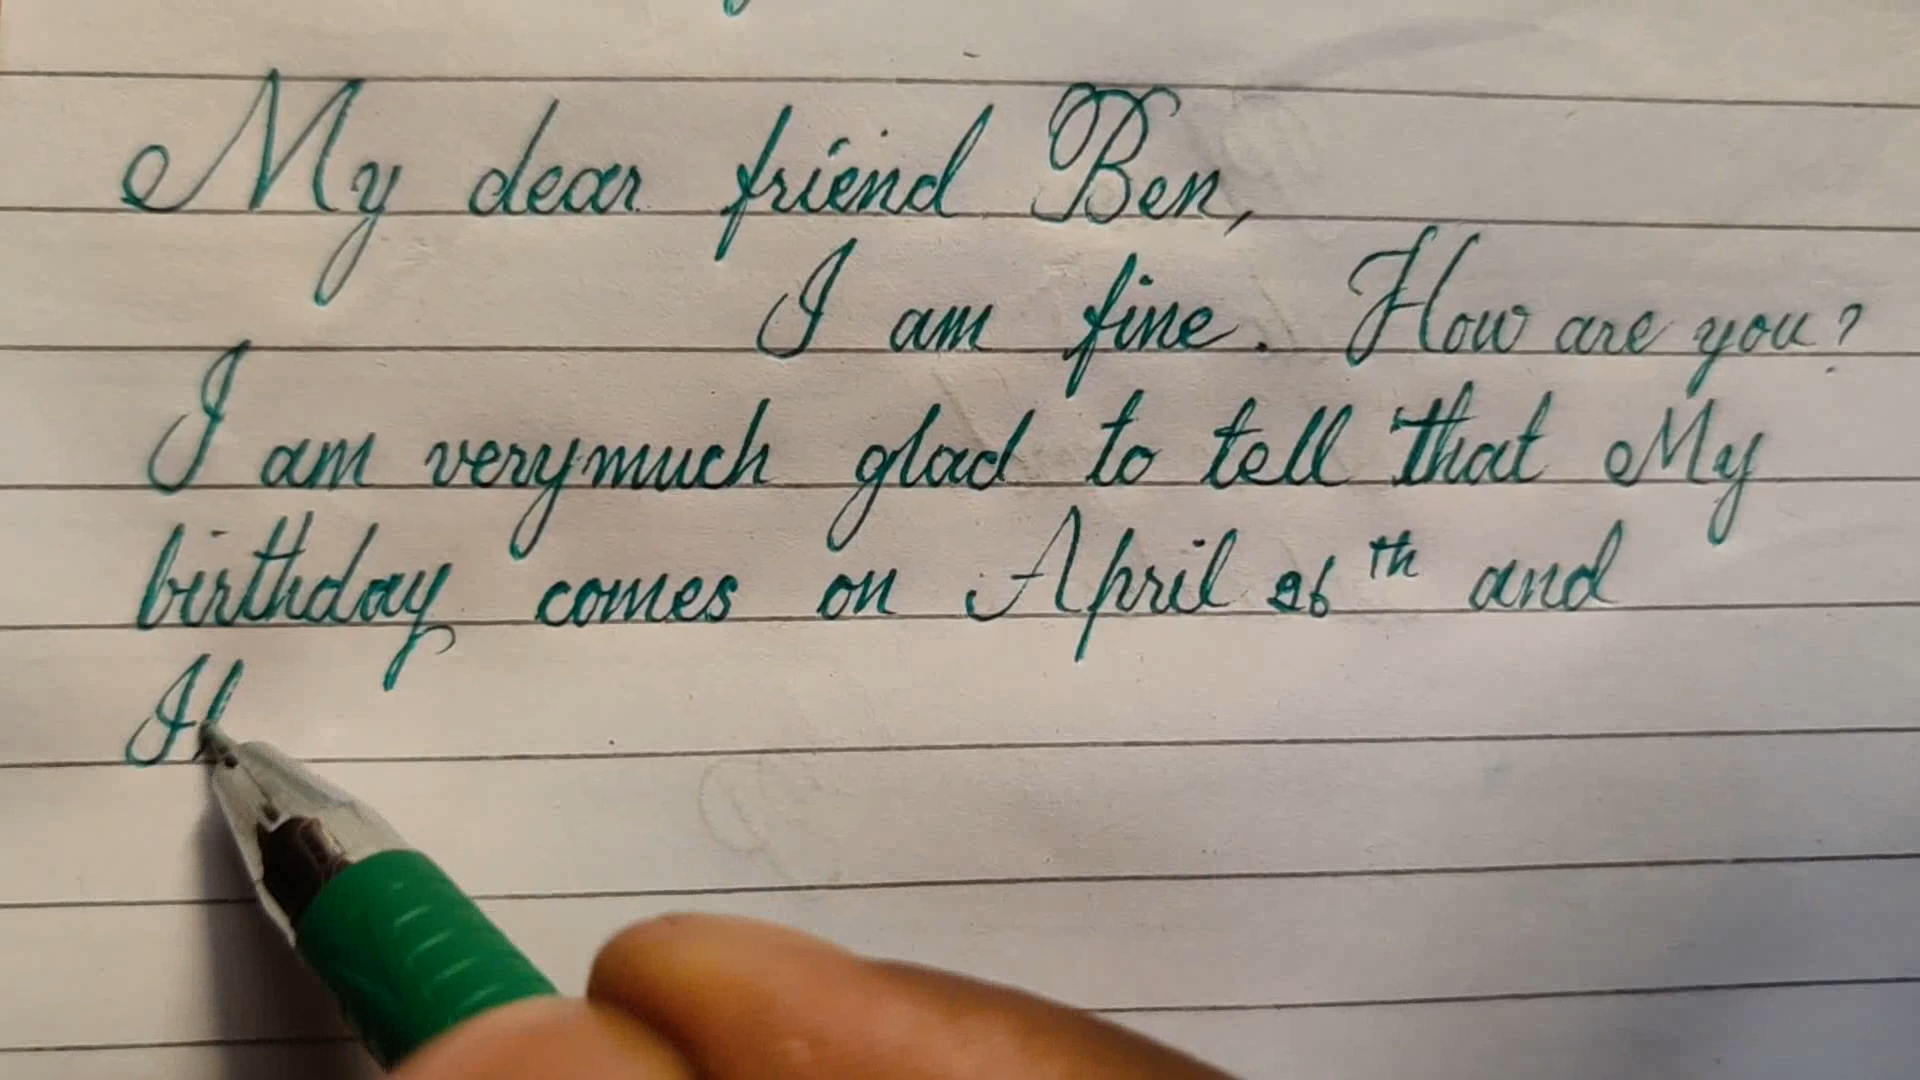 My dear friend Ben,
I am fine. How are you?
I am verymuch glad to tell that My
birthday comes on April 26th and